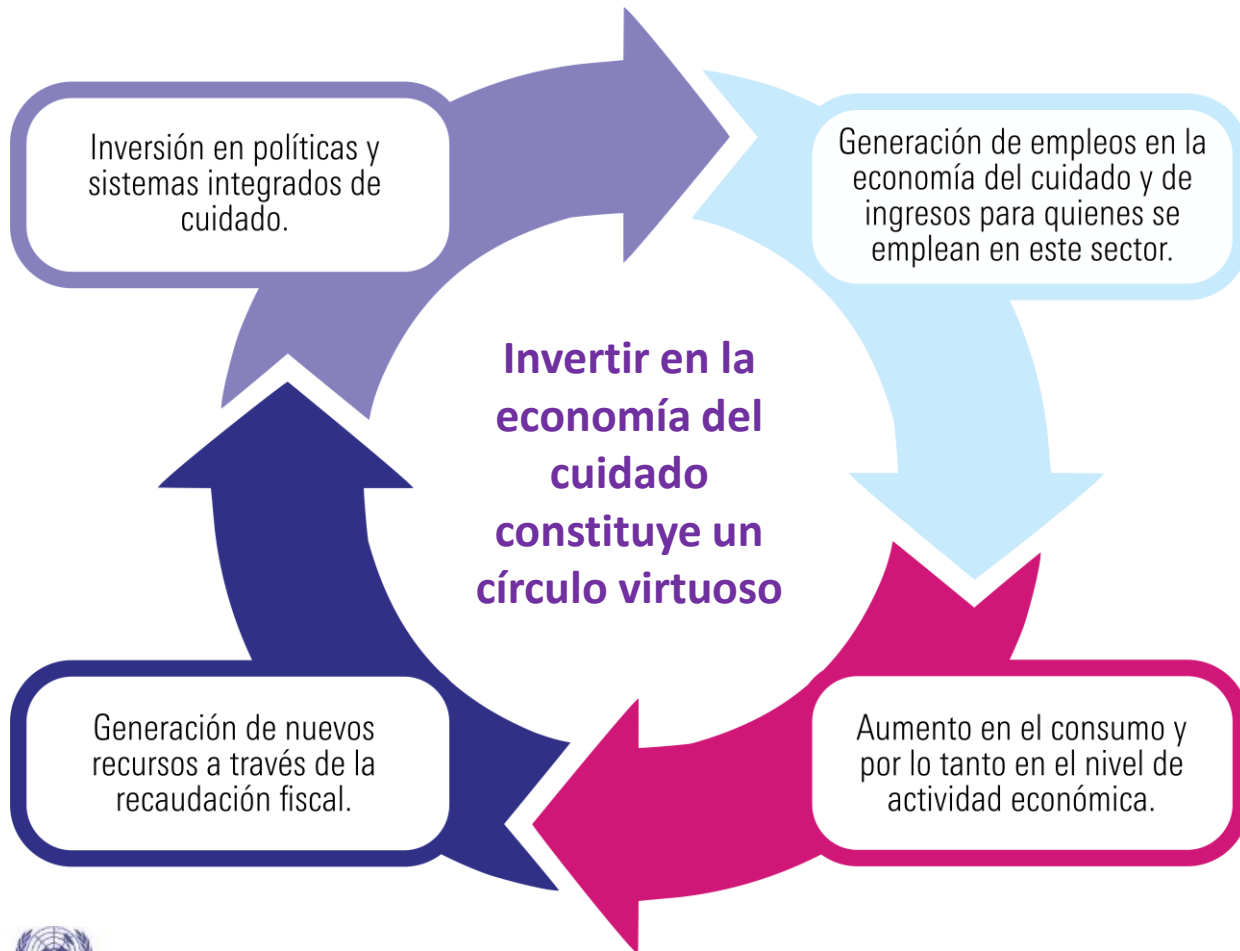 Inversión en políticas y
sistemas integrados de
cuidado.
Generación de empleos en la
economía del cuidado y de
ingresos para quienes se
emplean en este sector.
Invertir en la
economía del
cuidado
constituye un
círculo virtuoso
Generación de nuevos
recursos a través de la
recaudación fiscal.
Aumento en el consumo y
por lo tanto en el nivel de
actividad económica.